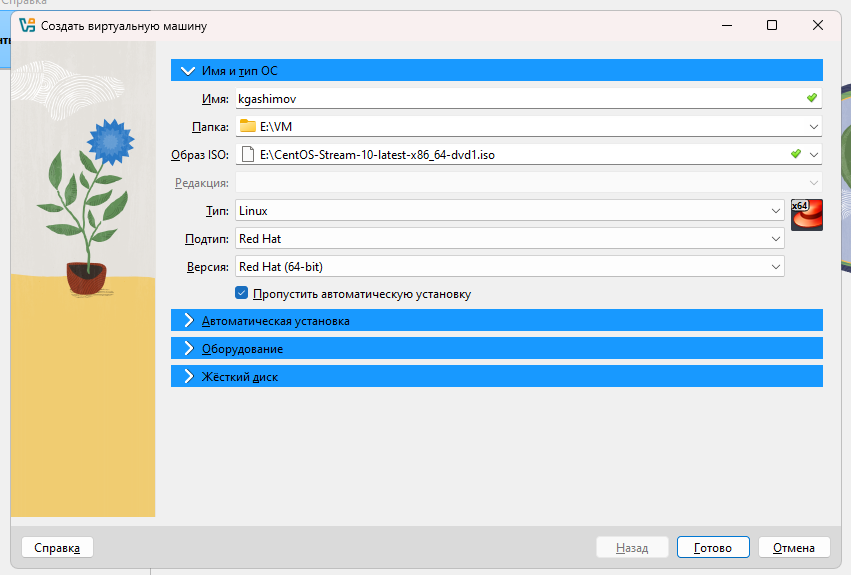 Справка
Создать виртуальную машину
Имя и тип ОС
Имя: kgashimov
Папка: E:\VM
Образ ISO: E:\CentOS-Stream-10-latest-x86_64-dvd1.iso
Редакция:
Тип: Linux
x64
Подтип: Red Hat
Версия: Red Hat (64-bit)
Пропустить автоматическую установку
Автоматическая установка
Оборудование
Жёсткий диск
Справка Назад Готово Отмена